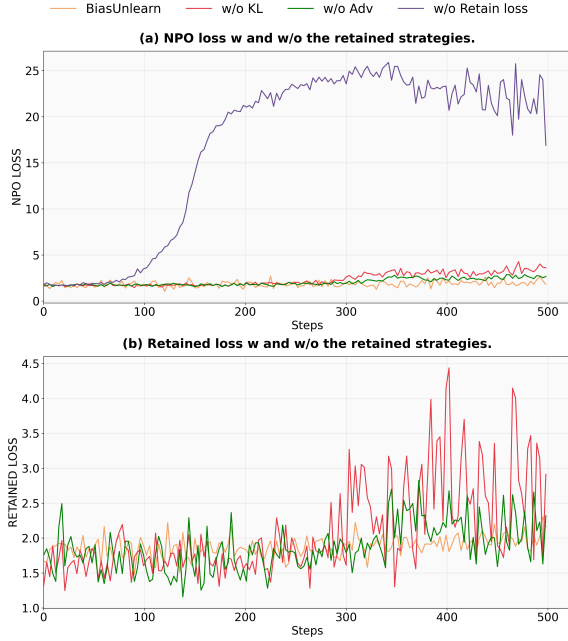 BiasUnlearn w/o KL w/o Adv w/o Retain loss
(a) NPO loss w and w/o the retained strategies.
NPO LOSS
25
20
15
10
5
0
0 100 200 300 400 500
Steps
(b) Retained loss w and w/o the retained strategies.
RETAINED LOSS
4.5
4.0
3.5
3.0
2.5
2.0
1.5
1.0
0 100 200 300 400 500
Steps